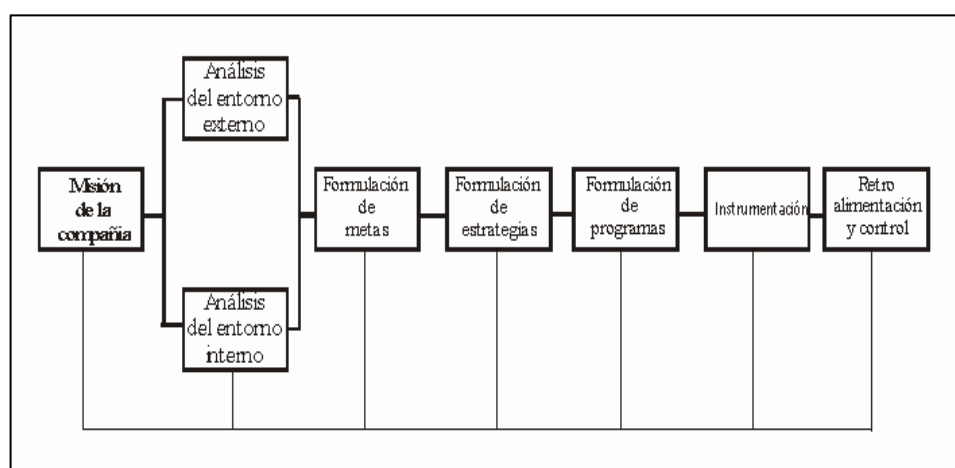 Misión
de la
compañia
Análisis
del entorno
externo
Análisis
del entorno
interno
Formulación
de
metas
Formulación
de
estrategias
Formulación
de
programas
Instrumentación
Retro
alimentación
y control